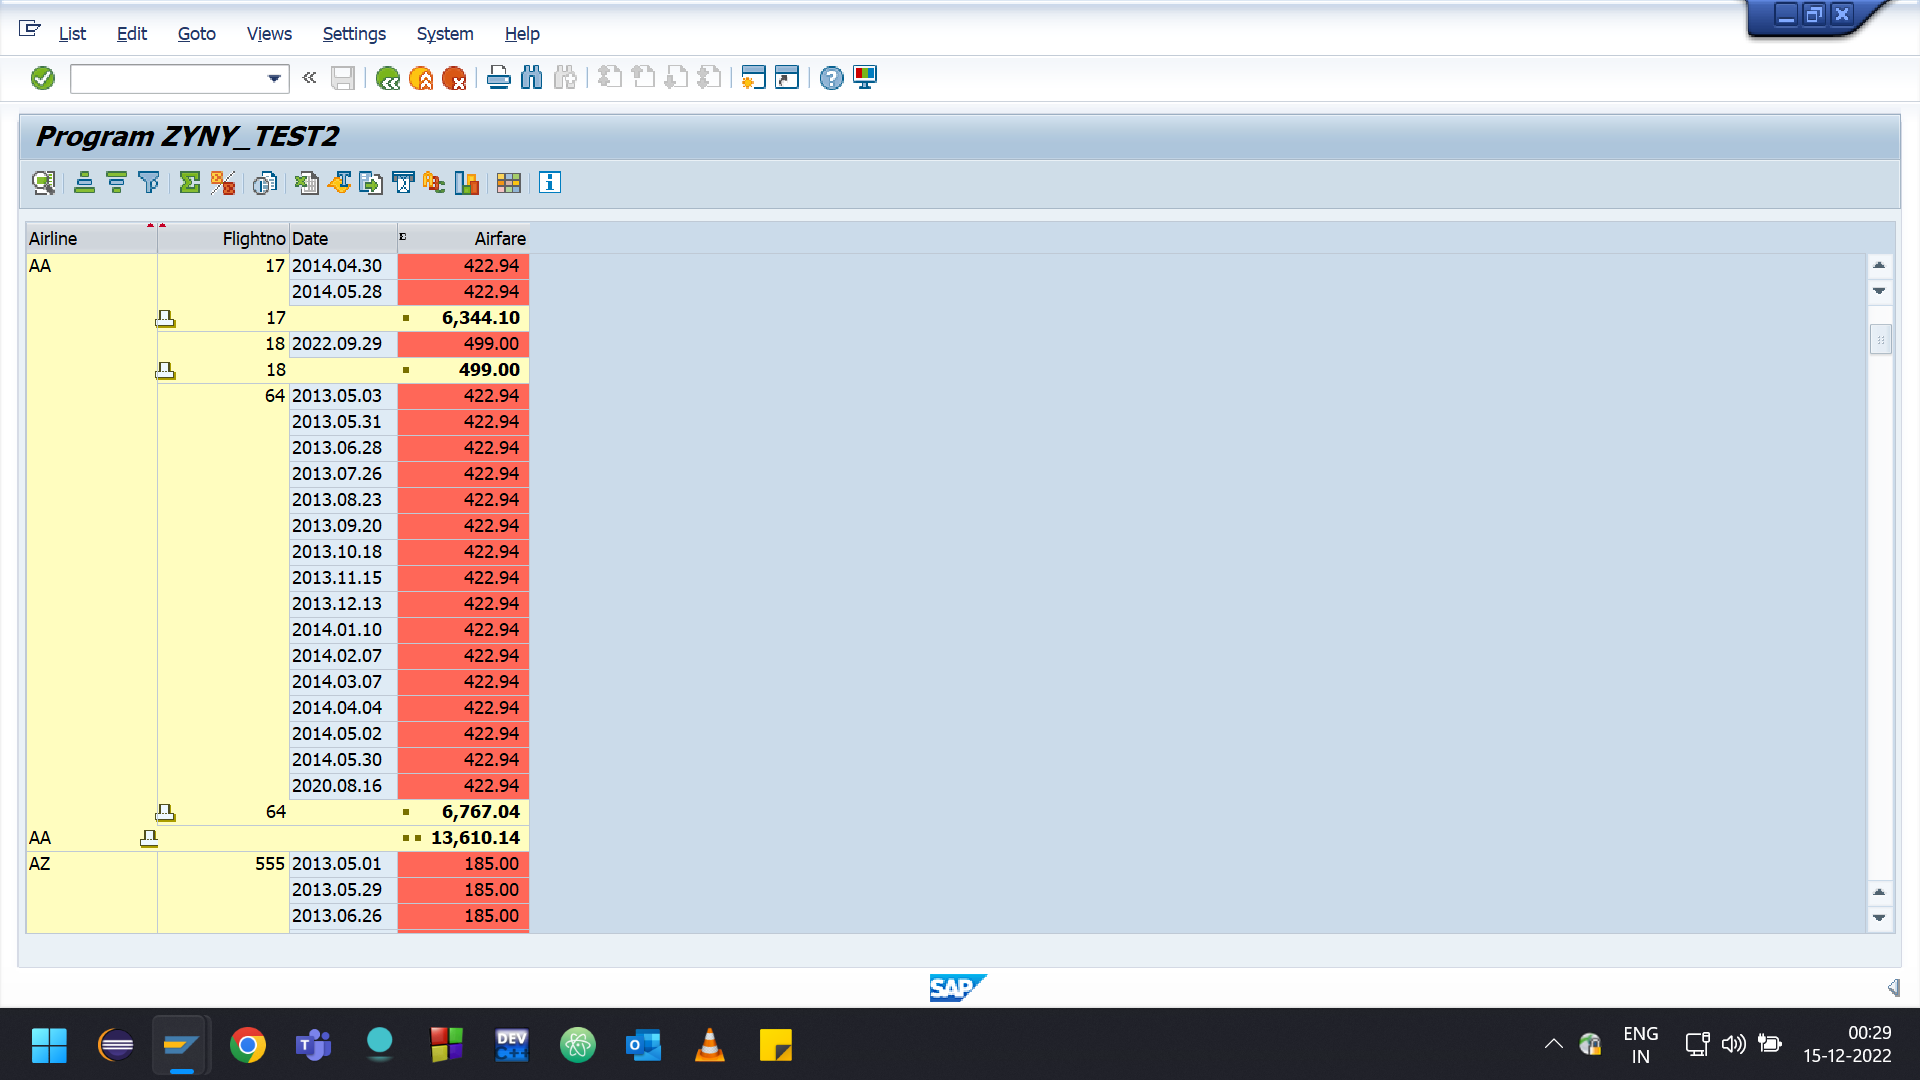 List Edit Goto Views Settings System Help
Program ZYNY_TEST2
Airline Flightno Date Σ Airfare
AA 17 2014.04.30 422.94
2014.05.28 422.94
17 6,344.10
18 2022.09.29 499.00
18 499.00
64 2013.05.03 422.94
2013.05.31 422.94
2013.06.28 422.94
2013.07.26 422.94
2013.08.23 422.94
2013.09.20 422.94
2013.10.18 422.94
2013.11.15 422.94
2013.12.13 422.94
2014.01.10 422.94
2014.02.07 422.94
2014.03.07 422.94
2014.04.04 422.94
2014.05.02 422.94
2014.05.30 422.94
2020.08.16 422.94
64 6,767.04
AA 13,610.14
AZ 555 2013.05.01 185.00
2013.05.29 185.00
2013.06.26 185.00
SAP
DEV C++
ENG IN
00:29
15-12-2022